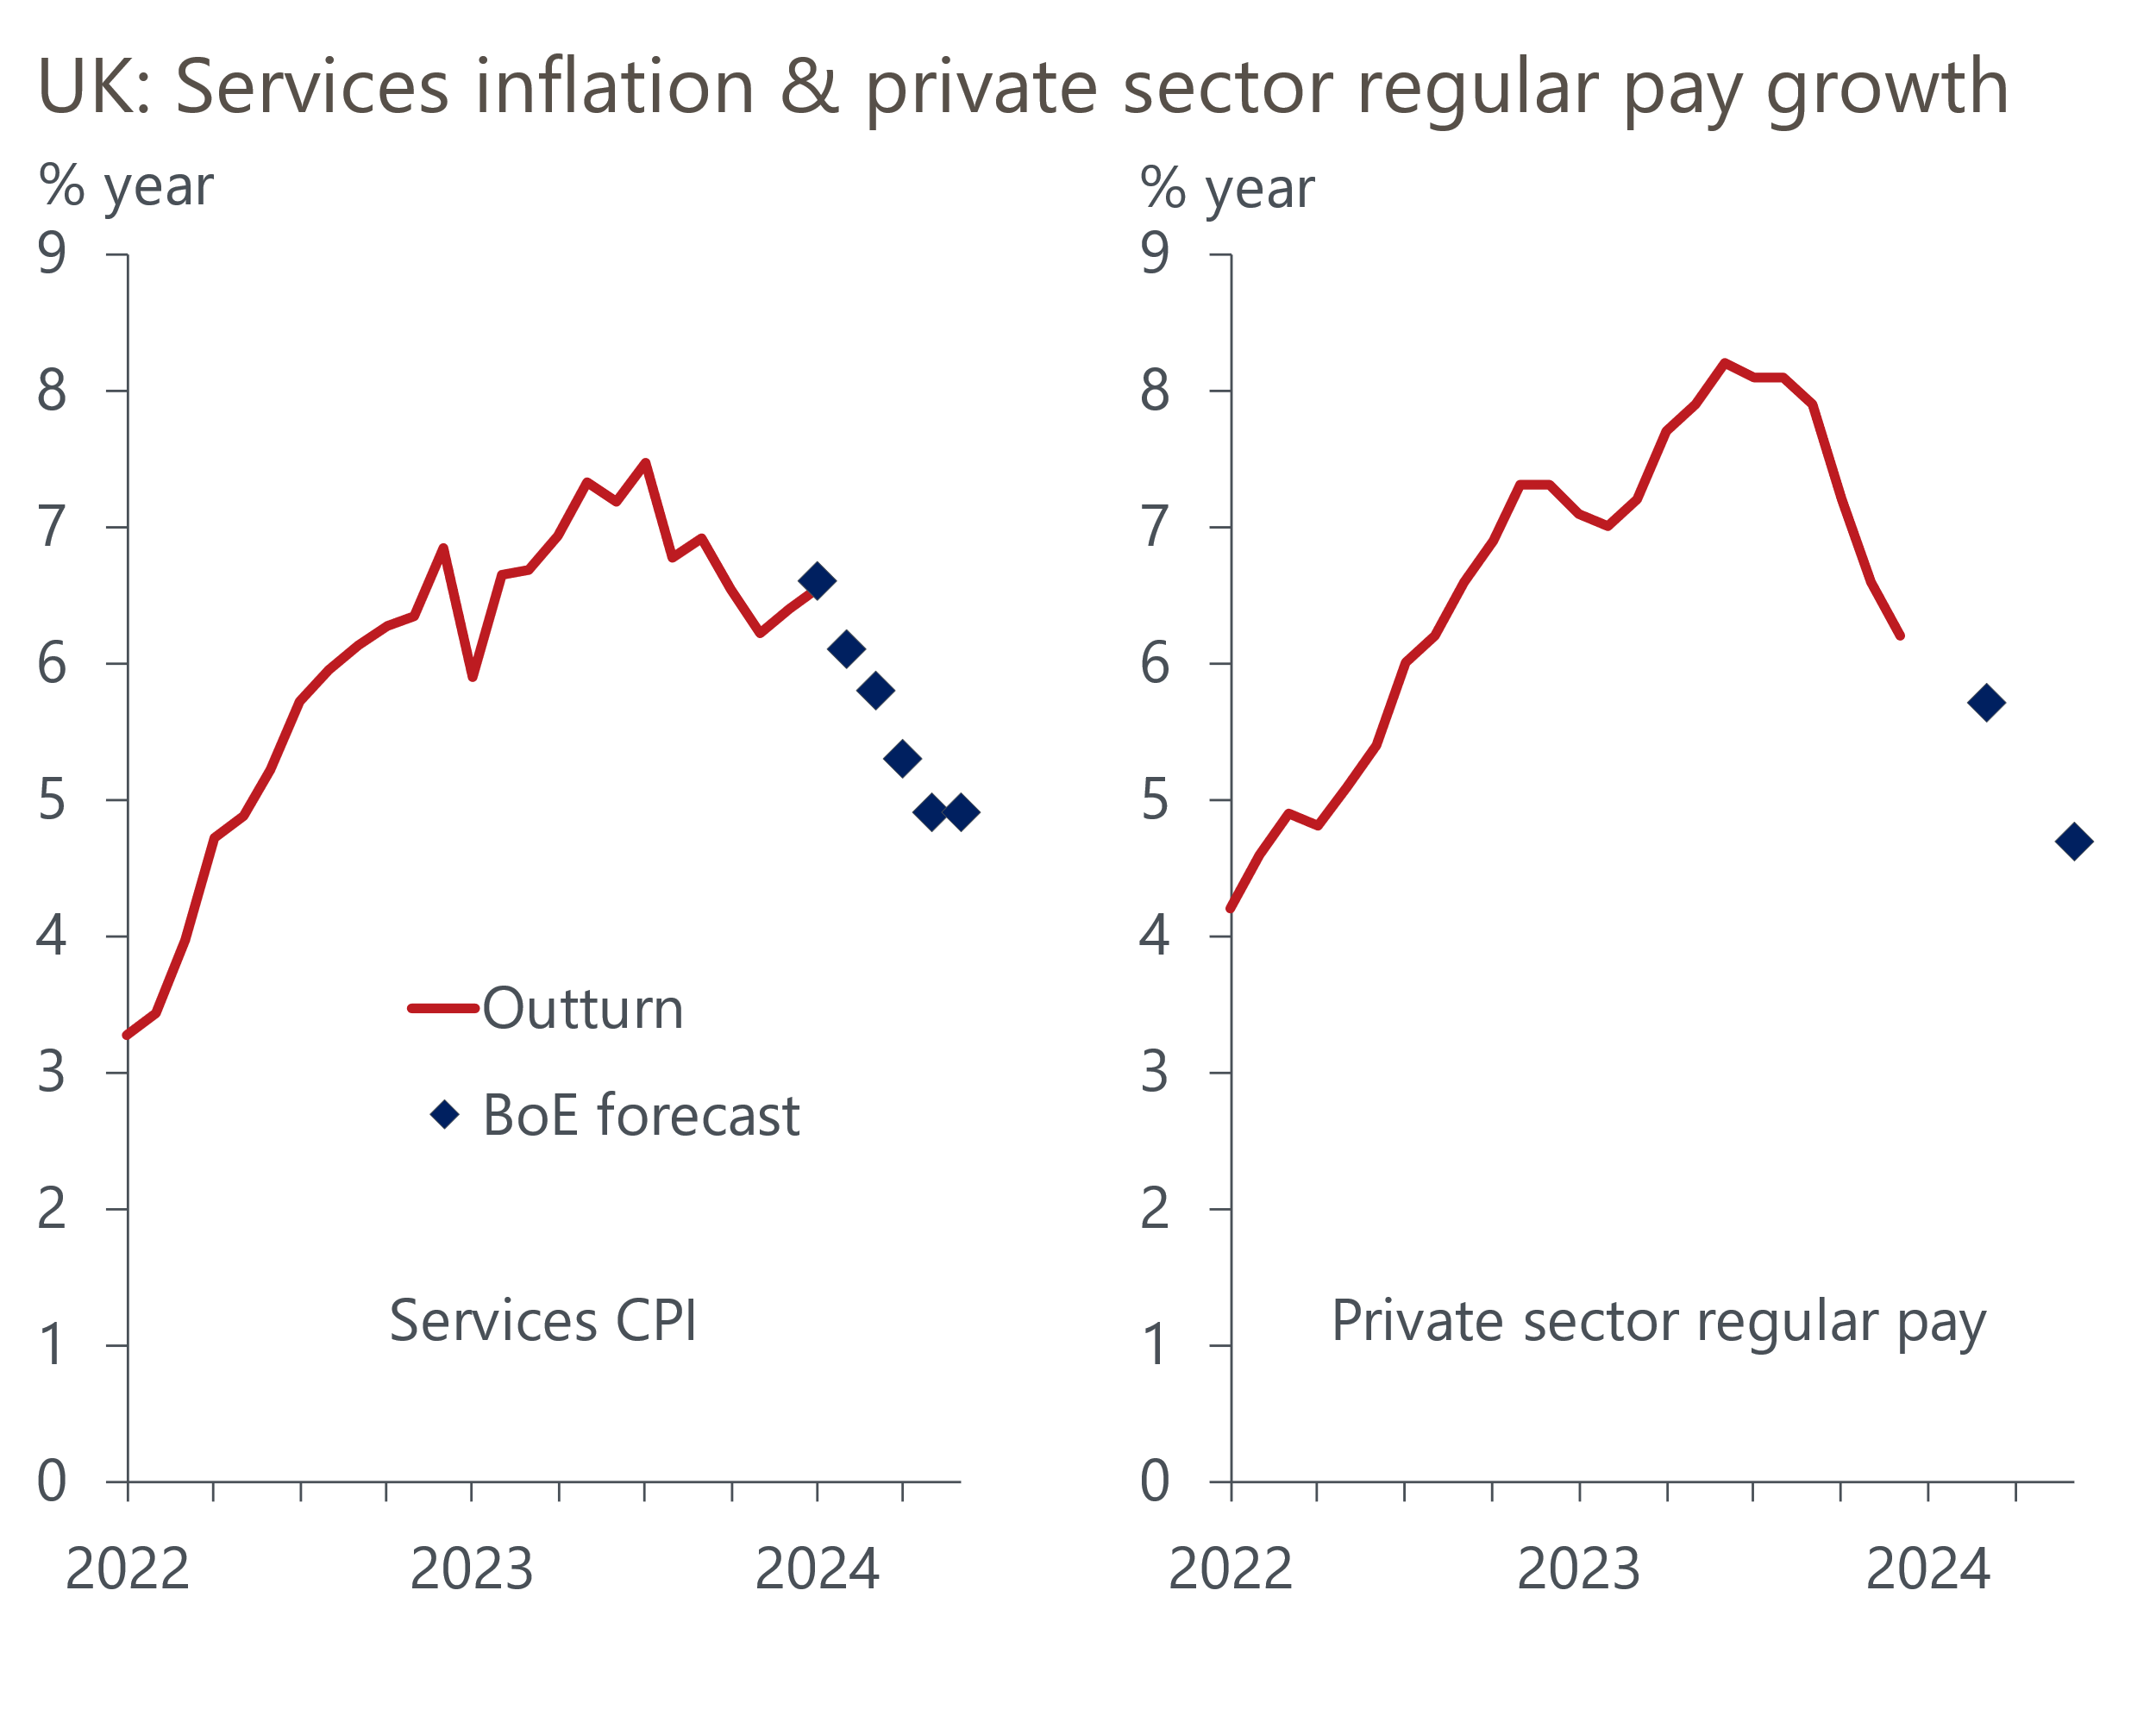 UK: Services inflation & private sector regular pay growth
% year
9
8
7
6
5
4
3
2
1
0
Outturn
BoE forecast
Services CPI
2022 2023 2024
% year
9
8
7
6
5
4
3
2
1
0
Private sector regular pay
2022 2023 2024